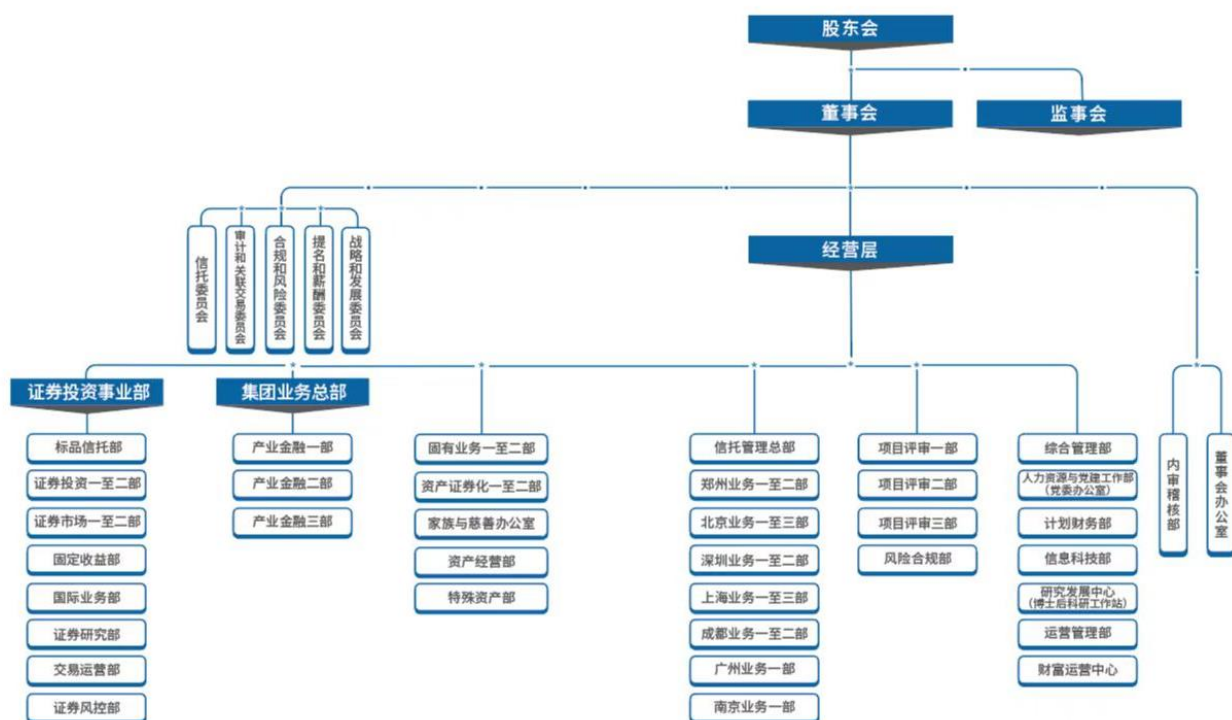 股东会
董事会
监事会
经营层
信托委员会
审计和关联交易委员会
合规和风险委员会
提名和薪酬委员会
战略和发展委员会
证券投资事业部
标品信托部
证券投资一至二部
证券市场一至二部
固定收益部
国际业务部
证券研究部
交易运营部
证券风控部
集团业务总部
产业金融一部
产业金融二部
产业金融三部
固有业务一至二部
资产证券化一至二部
家族与慈善办公室
资产经营部
特殊资产部
信托管理总部
郑州业务一至二部
北京业务一至三部
深圳业务一至二部
上海业务一至三部
成都业务一至二部
广州业务一部
南京业务一部
项目评审一部
项目评审二部
项目评审三部
风险合规部
综合管理部
人力资源与党建工作部
（党委办公室）
计划财务部
信息科技部
研究发展中心
（博士后科研工作站）
运营管理部
财富运营中心
内审稽核部
董事会办公室